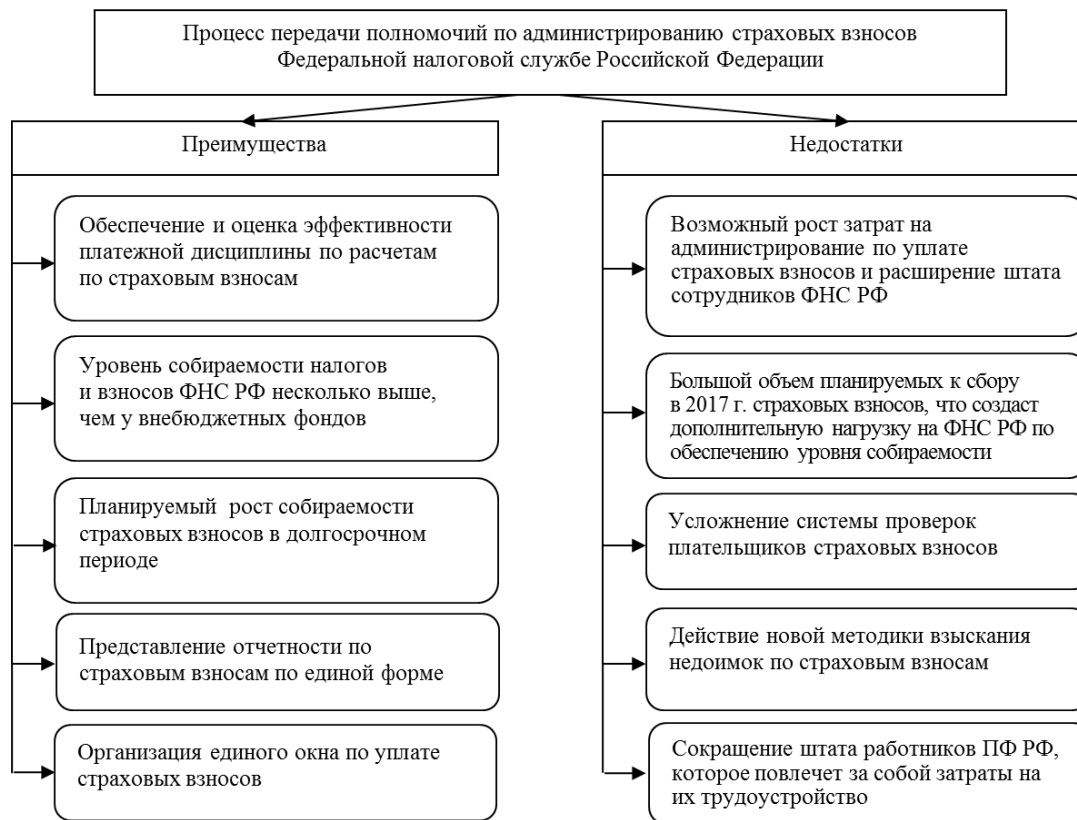 Процесс передачи полномочий по администрированию страховых взносов
Федеральной налоговой службе Российской Федерации
Преимущества
Обеспечение и оценка эффективности
платежной дисциплины по расчетам
по страховым взносам
Уровень собираемости налогов
и взносов ФНС РФ несколько выше,
чем у внебюджетных фондов
Планируемый рост собираемости
страховых взносов в долгосрочном
периоде
Представление отчетности по
страховым взносам по единой форме
Организация единого окна по уплате
страховых взносов
Недостатки
Возможный рост затрат на
администрирование по уплате
страховых взносов и расширение штата
сотрудников ФНС РФ
Большой объем планируемых к сбору
в 2017 г. страховых взносов, что создаст
дополнительную нагрузку на ФНС РФ по
обеспечению уровня собираемости
Усложнение системы проверок
плательщиков страховых взносов
Действие новой методики взыскания
недоимок по страховым взносам
Сокращение штата работников ПФ РФ,
которое повлечет за собой затраты на
их трудоустройство